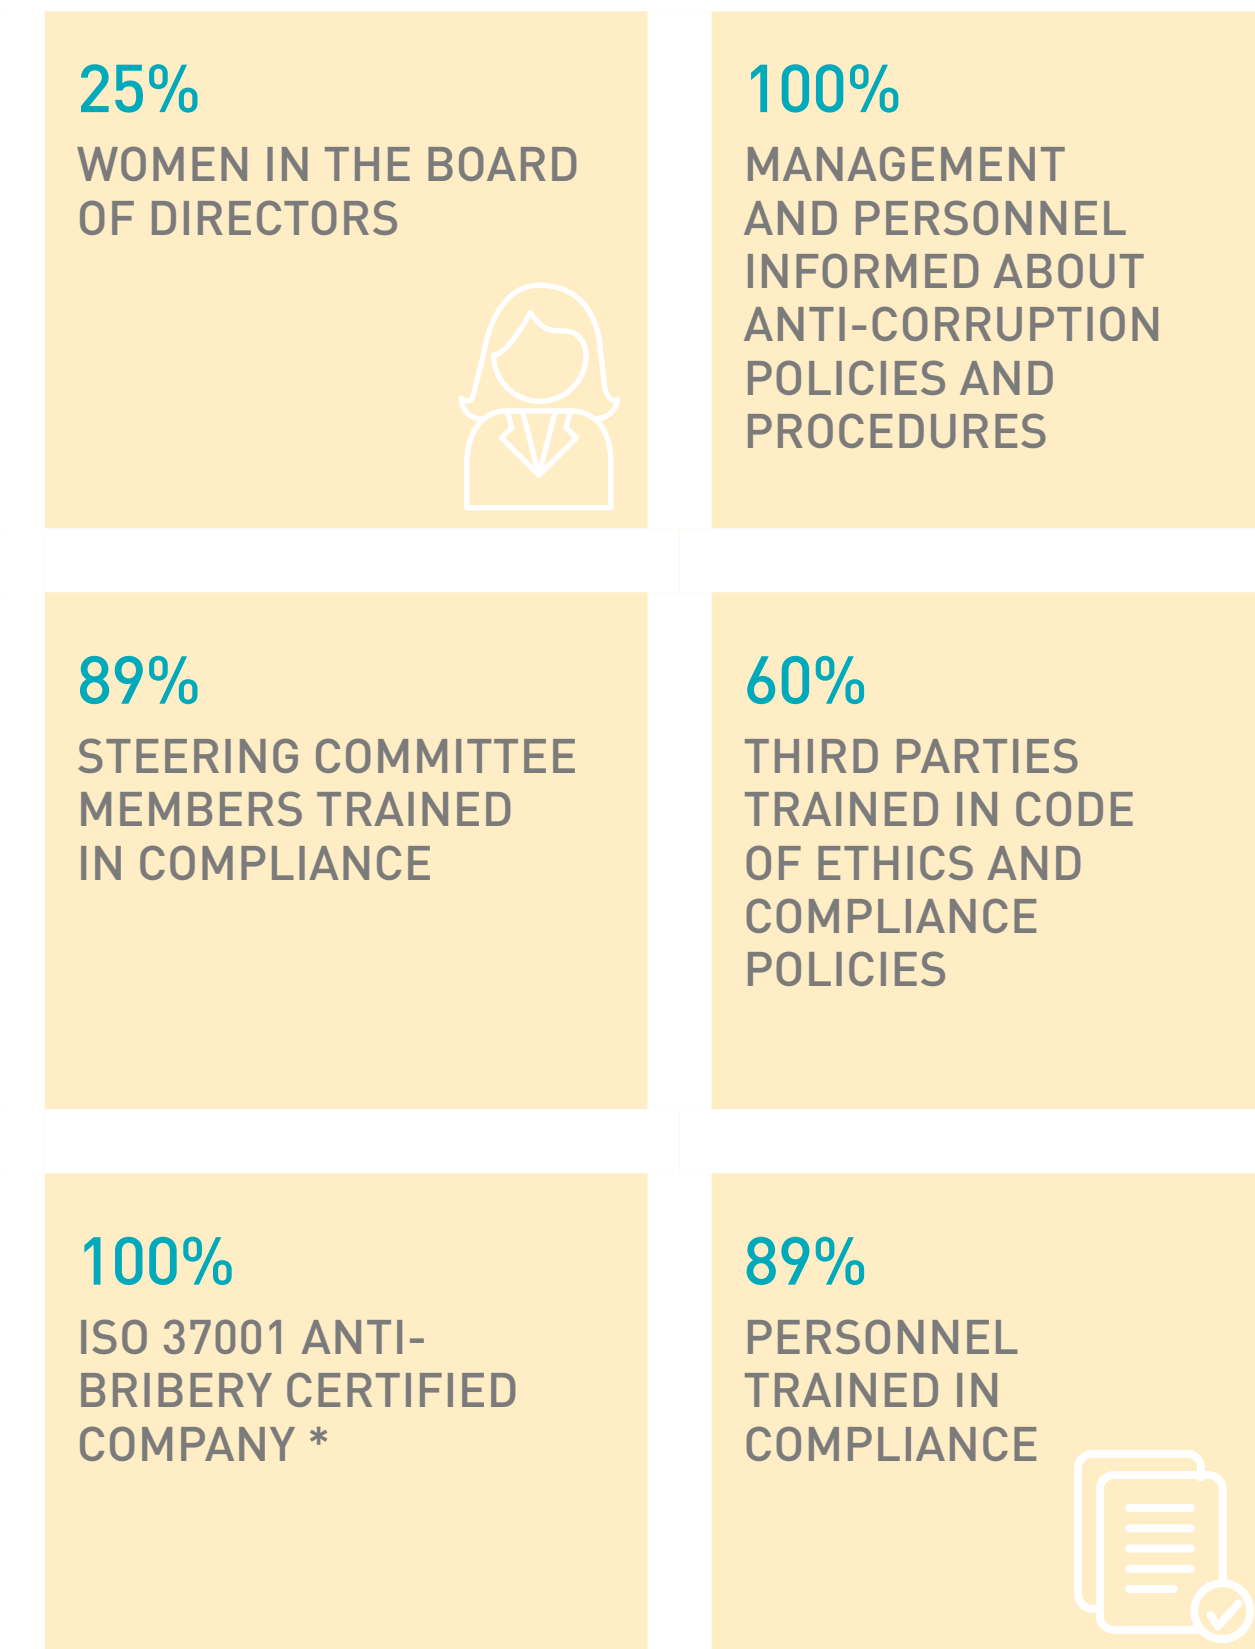 25%
WOMEN IN THE BOARD
OF DIRECTORS
100%
MANAGEMENT
AND PERSONNEL
INFORMED ABOUT
ANTI-CORRUPTION
POLICIES AND
PROCEDURES
89%
STEERING COMMITTEE
MEMBERS TRAINED
IN COMPLIANCE
60%
THIRD PARTIES
TRAINED IN CODE
OF ETHICS AND
COMPLIANCE
POLICIES
100%
ISO 37001 ANTI-
BRIBERY CERTIFIED
COMPANY *
89%
PERSONNEL
TRAINED IN
COMPLIANCE